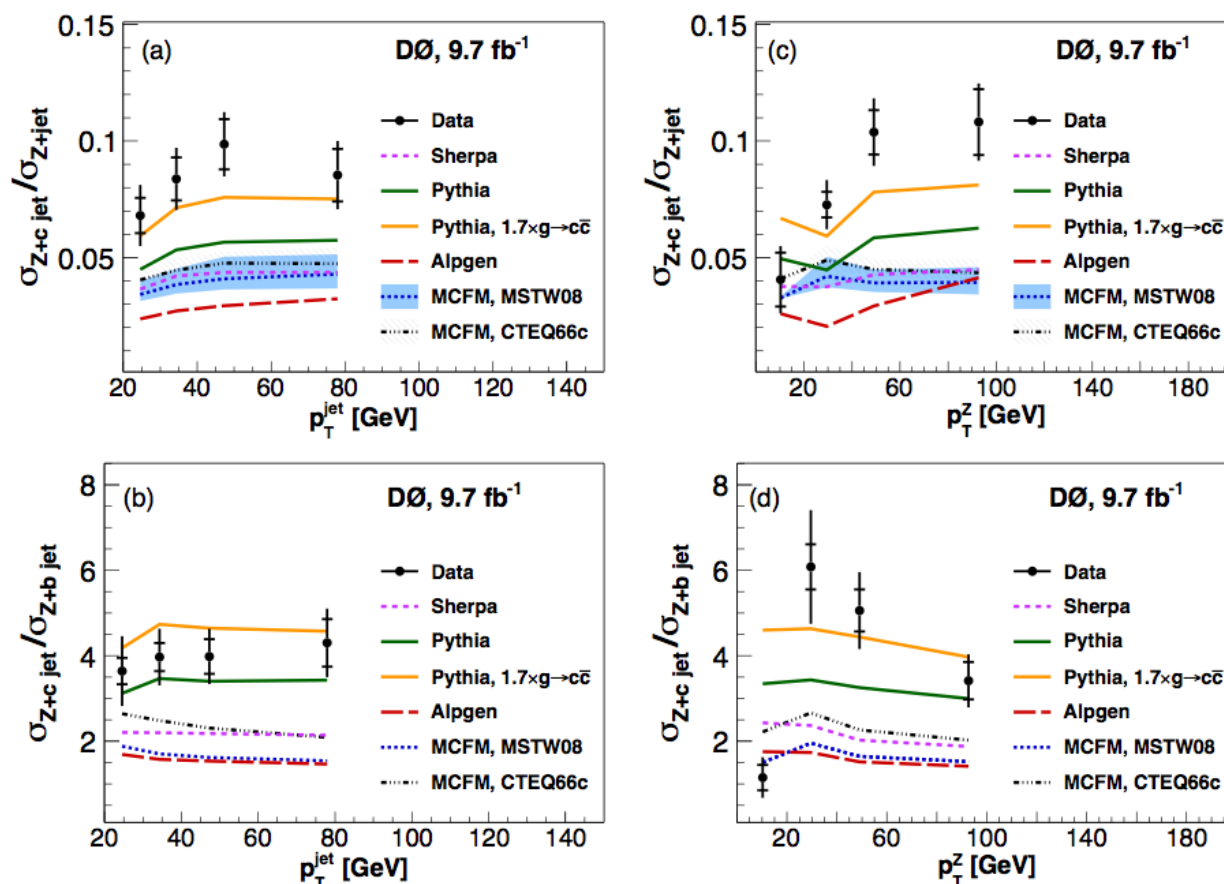 0.15
0.1
0.05
σZ+c jet/σZ+jet
(a)
DØ, 9.7 fb⁻¹
Data
Sherpa
Pythia
Pythia, 1.7×g→cc̄
Alpgen
MCFM, MSTW08
MCFM, CTEQ66c
20 40 60 80 100 120 140
pTjet [GeV]
0.15
0.1
0.05
σZ+c jet/σZ+jet
(c)
DØ, 9.7 fb⁻¹
Data
Sherpa
Pythia
Pythia, 1.7×g→cc̄
Alpgen
MCFM, MSTW08
MCFM, CTEQ66c
20 60 100 140 180
pTZ [GeV]
8
6
4
2
σZ+c jet/σZ+b jet
(b)
DØ, 9.7 fb⁻¹
Data
Sherpa
Pythia
Pythia, 1.7×g→cc̄
Alpgen
MCFM, MSTW08
MCFM, CTEQ66c
20 40 60 80 100 120 140
pTjet [GeV]
8
6
4
2
σZ+c jet/σZ+b jet
(d)
DØ, 9.7 fb⁻¹
Data
Sherpa
Pythia
Pythia, 1.7×g→cc̄
Alpgen
MCFM, MSTW08
MCFM, CTEQ66c
20 60 100 140 180
pTZ [GeV]